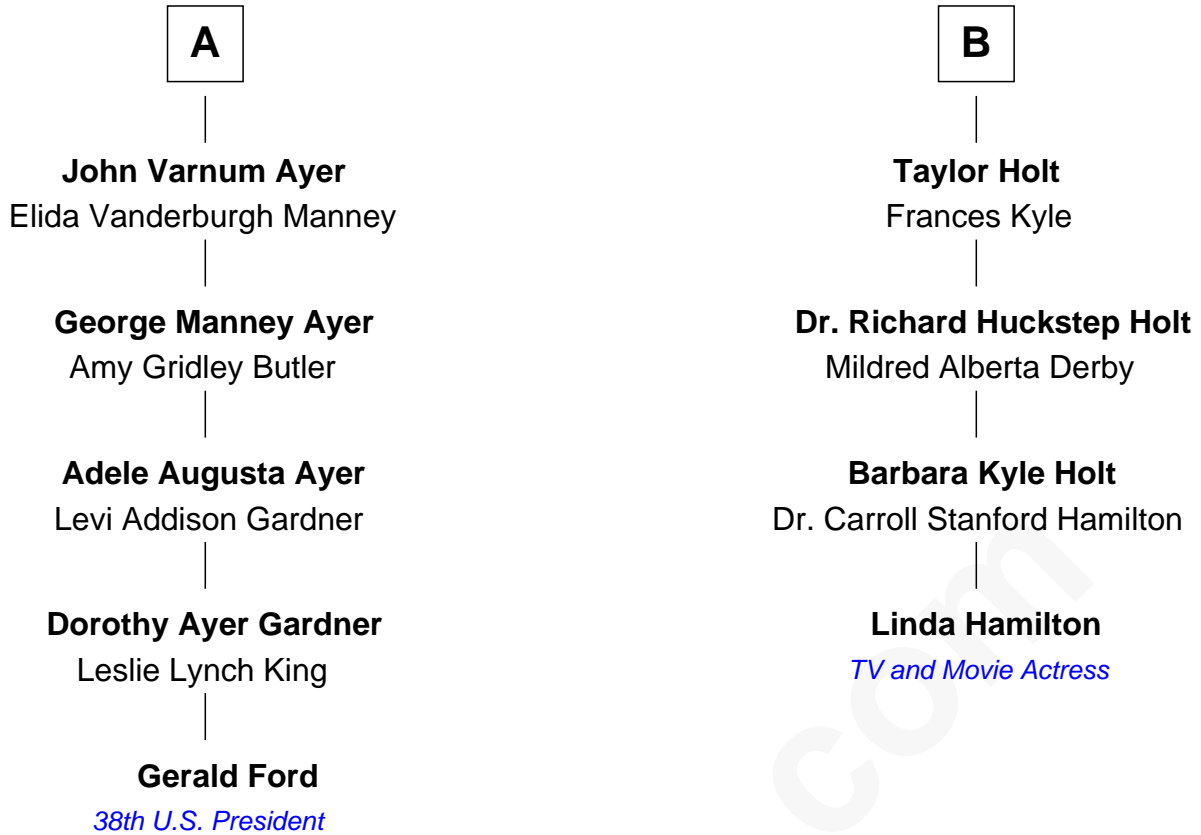 A
John Varnum Ayer
Elida Vanderburgh Manney
George Manney Ayer
Amy Gridley Butler
Adele Augusta Ayer
Levi Addison Gardner
Dorothy Ayer Gardner
Leslie Lynch King
Gerald Ford
38th U.S. President
B
Taylor Holt
Frances Kyle
Dr. Richard Huckstep Holt
Mildred Alberta Derby
Barbara Kyle Holt
Dr. Carroll Stanford Hamilton
Linda Hamilton
TV and Movie Actress
com